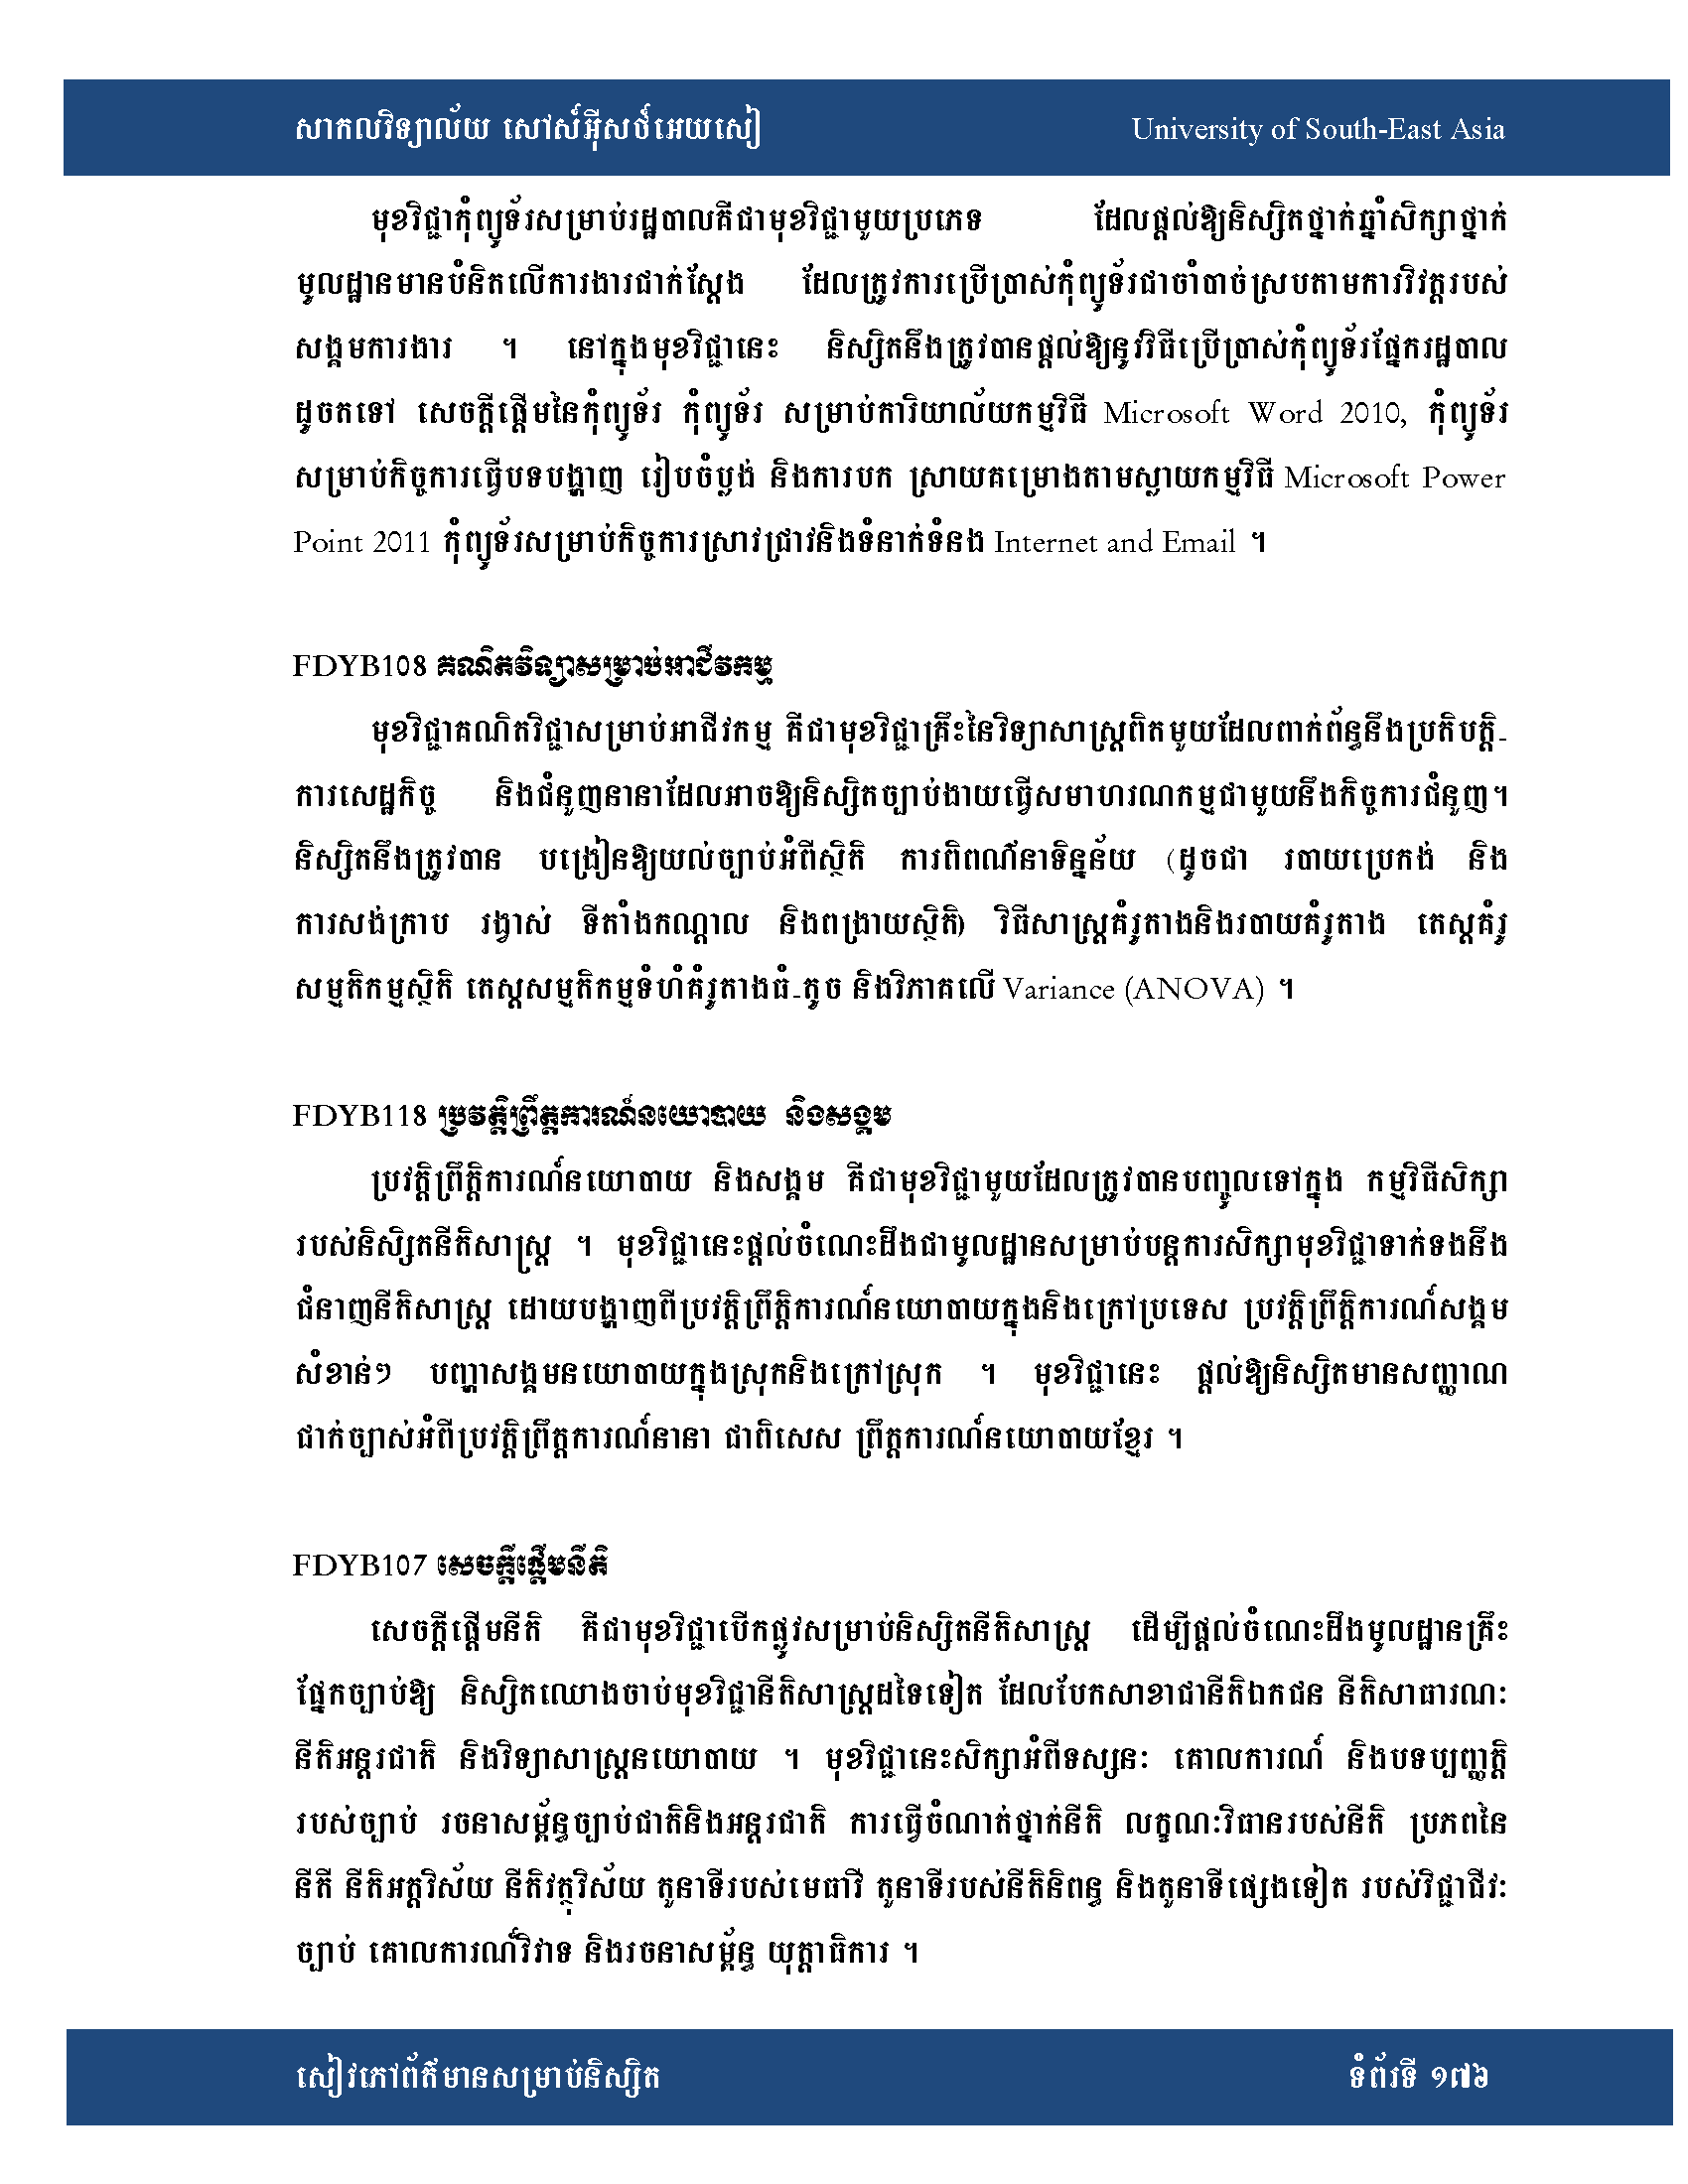 សាកលវិទ្យាល័យ សៅស៍អ៊ីសថ៍អេយសៀ University of South-East Asia
មុខវិជ្ជាកុំព្យូទ័រសម្រាប់រដ្ឋបាលគឺជាមុខវិជ្ជាមួយប្រភេទ ដែលផ្តល់ឱ្យនិស្សិតថ្នាក់ឆ្នាំសិក្សាថ្នាក់
មូលដ្ឋានមានបំនិតលើការងារជាក់ស្តែង ដែលត្រូវការប្រើប្រាស់កុំព្យូទ័រជាចាំបាច់ស្របតាមការវិវត្តរបស់
សង្គមការងារ ។ នៅក្នុងមុខវិជ្ជានេះ និស្សិតនឹងត្រូវបានផ្តល់ឱ្យនូវវិធីប្រើប្រាស់កុំព្យូទ័រផ្នែករដ្ឋបាល
ដូចតទៅ សេចក្តីផ្តើមនៃកុំព្យូទ័រ កុំព្យូទ័រ សម្រាប់ការិយាល័យកម្មវិធី Microsoft Word 2010, កុំព្យូទ័រ
សម្រាប់កិច្ចការធ្វើបទបង្ហាញ រៀបចំប្លង់ និងការបក ស្រាយគម្រោងតាមស្លាយកម្មវិធី Microsoft Power
Point 2011 កុំព្យូទ័រសម្រាប់កិច្ចការស្រាវជ្រាវនិងទំនាក់ទំនង Internet and Email ។
FDYB108 គណិតវិទ្យាសម្រាប់អាជីវកម្ម
មុខវិជ្ជាគណិតវិជ្ជាសម្រាប់អាជីវកម្ម គឺជាមុខវិជ្ជាគ្រឹះនៃវិទ្យាសាស្ត្រពិតមួយដែលពាក់ព័ន្ធនឹងប្រតិបត្តិ-
ការសេដ្ឋកិច្ច និងជំនួញនានាដែលអាចឱ្យនិស្សិតច្បាប់ងាយធ្វើសមាហរណកម្មជាមួយនឹងកិច្ចការជំនួញ។
និស្សិតនឹងត្រូវបាន បង្រៀនឱ្យយល់ច្បាប់អំពីស្ថិតិ ការពិពណ៌នាទិន្នន័យ (ដូចជា របាយប្រេកង់ និង
ការសង់ក្រាប រង្វាស់ ទីតាំងកណ្តាល និងពង្រាយស្ថិតិ) វិធីសាស្ត្រគំរូតាងនិងរបាយគំរូតាង តេស្តគំរូ
សម្មតិកម្មស្ថិតិ តេស្តសម្មតិកម្មទំហំគំរូតាងធំ-តូច និងវិភាគលើ Variance (ANOVA) ។
FDYB118 ប្រវត្តិព្រឹត្តការណ៍នយោបាយ និងសង្គម
ប្រវត្តិព្រឹត្តិការណ៍នយោបាយ និងសង្គម គឺជាមុខវិជ្ជាមួយដែលត្រូវបានបញ្ចូលទៅក្នុង កម្មវិធីសិក្សា
របស់និសិ្សតនីតិសាស្ត្រ ។ មុខវិជ្ជានេះផ្តល់ចំណេះដឹងជាមូលដ្ឋានសម្រាប់បន្តការសិក្សាមុខវិជ្ជាទាក់ទងនឹង
ជំនាញនីតិសាស្ត្រ ដោយបង្ហាញពីប្រវត្តិព្រឹត្តិការណ៍នយោបាយក្នុងនិងក្រៅប្រទេស ប្រវត្តិព្រឹត្តិការណ៍សង្គម
សំខាន់ៗ បញ្ហាសង្គមនយោបាយក្នុងស្រុកនិងក្រៅស្រុក ។ មុខវិជ្ជានេះ ផ្តល់ឱ្យនិស្សិតមានសញ្ញាណ
ជាក់ច្បាស់អំពីប្រវត្តិព្រឹត្តការណ៍នានា ជាពិសេស ព្រឹត្តការណ៍នយោបាយខ្មែរ ។
FDYB107 សេចក្តីផ្តើមនីតិ
សេចក្តីផ្តើមនីតិ គឺជាមុខវិជ្ជាបើកផ្លូវសម្រាប់និស្សិតនីតិសាស្ត្រ ដើម្បីផ្តល់ចំណេះដឹងមូលដ្ឋានគ្រឹះ
ផ្នែកច្បាប់ឱ្យ និស្សិតឈោងចាប់មុខវិជ្ជានីតិសាស្ត្រដទៃទៀត ដែលបែកសាខាជានីតិឯកជន នីតិសាធារណៈ
នីតិអន្តរជាតិ និងវិទ្យាសាស្ត្រនយោបាយ ។ មុខវិជ្ជានេះសិក្សាអំពីទស្សនៈ គោលការណ៍ និងបទប្បញ្ញត្តិ
របស់ច្បាប់ រចនាសម្ព័ន្ធច្បាប់ជាតិនិងអន្តរជាតិ ការធ្វើចំណាត់ថ្នាក់នីតិ លក្ខណៈវិធានរបស់នីតិ ប្រភពនៃ
នីតី នីតិអត្តវិស័យ នីតិវត្ថុវិស័យ តួនាទីរបស់មេធាវី តួនាទីរបស់នីតិនិពន្ធ និងតួនាទីផ្សេងទៀត របស់វិជ្ជាជីវៈ
ច្បាប់ គោលការណ៍វិវាទ និងរចនាសម្ព័ន្ធ យុត្តាធិការ ។
សៀវភៅព័ត៌មានសម្រាប់និស្សិត ទំព័រទី ១៧៦